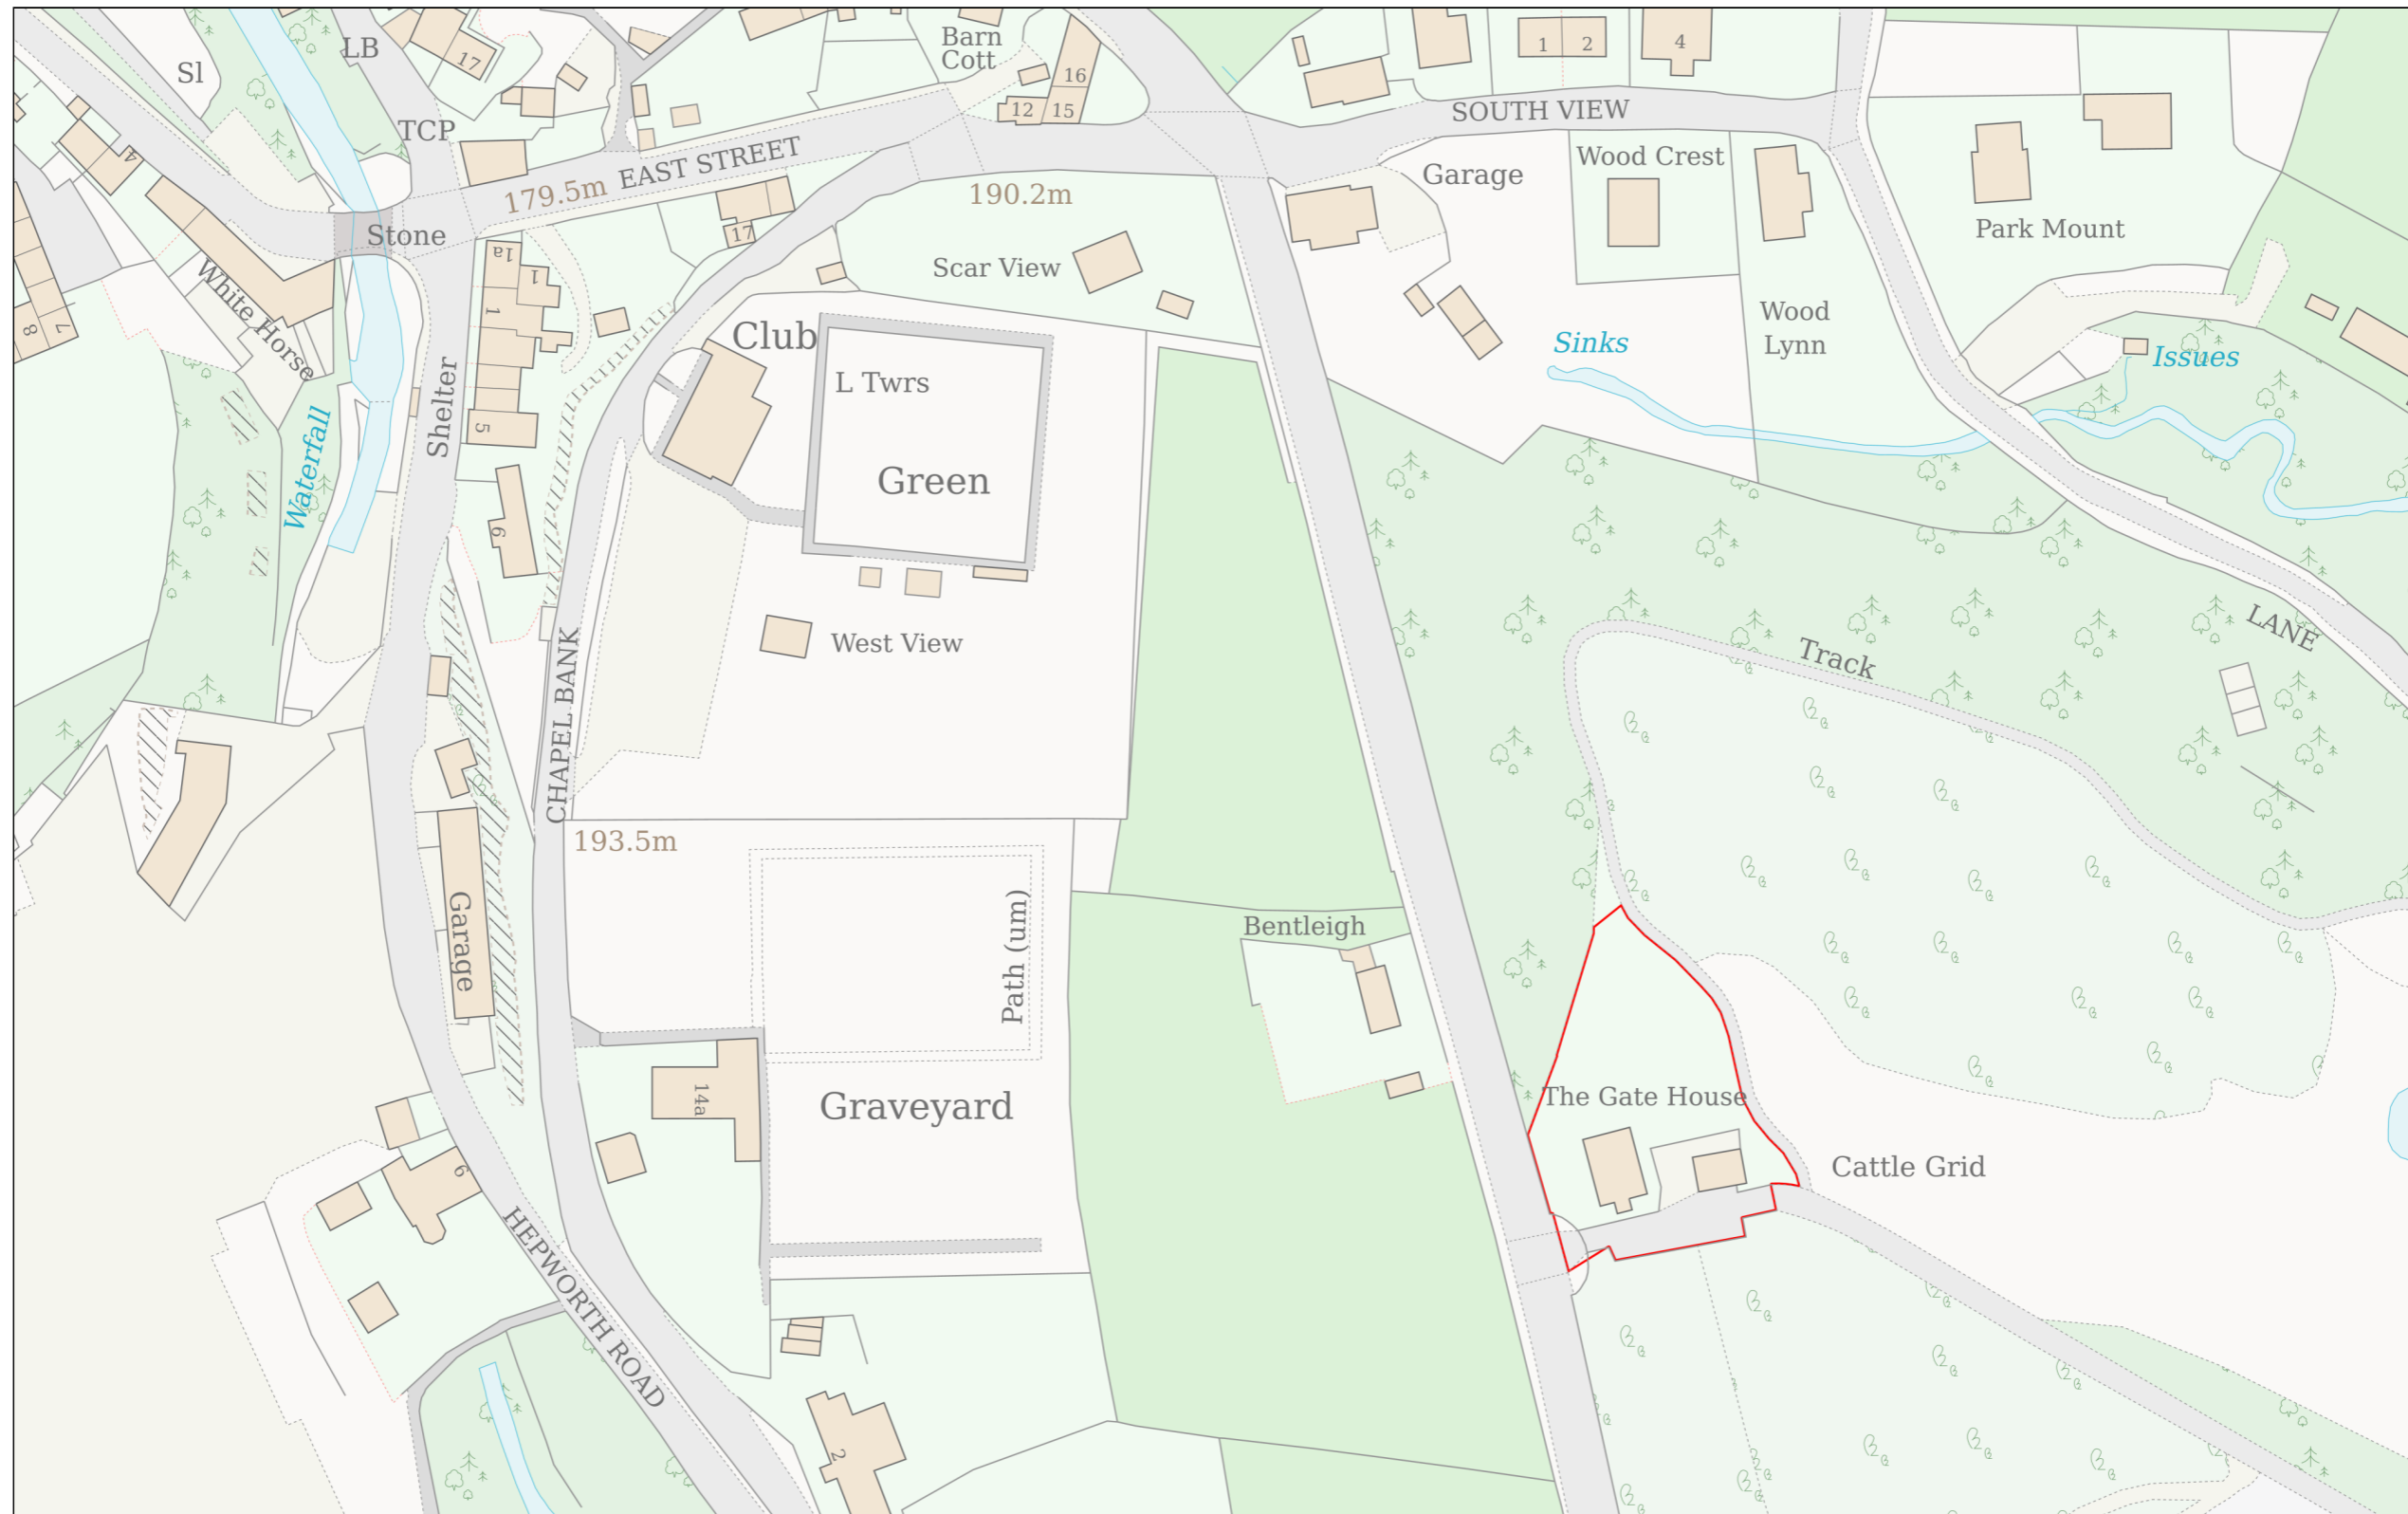 LB
17
Sl
TCP
4
Barn
Cott
16
12
15
1
2
4
SOUTH VIEW
EAST STREET
179.5m
190.2m
Garage
Wood Crest
Park Mount
Stone
17
1a
1
1
Scar View
White Horse
8
7
Club
Wood
Lynn
Sinks
Issues
L Twrs
Shelter
5
Waterfall
Green
6
West View
LANE
Track
CHAPEL BANK
193.5m
Garage
Bentleigh
Path (um)
14a
Graveyard
The Gate House
Cattle Grid
6
HEPWORTH ROAD
2